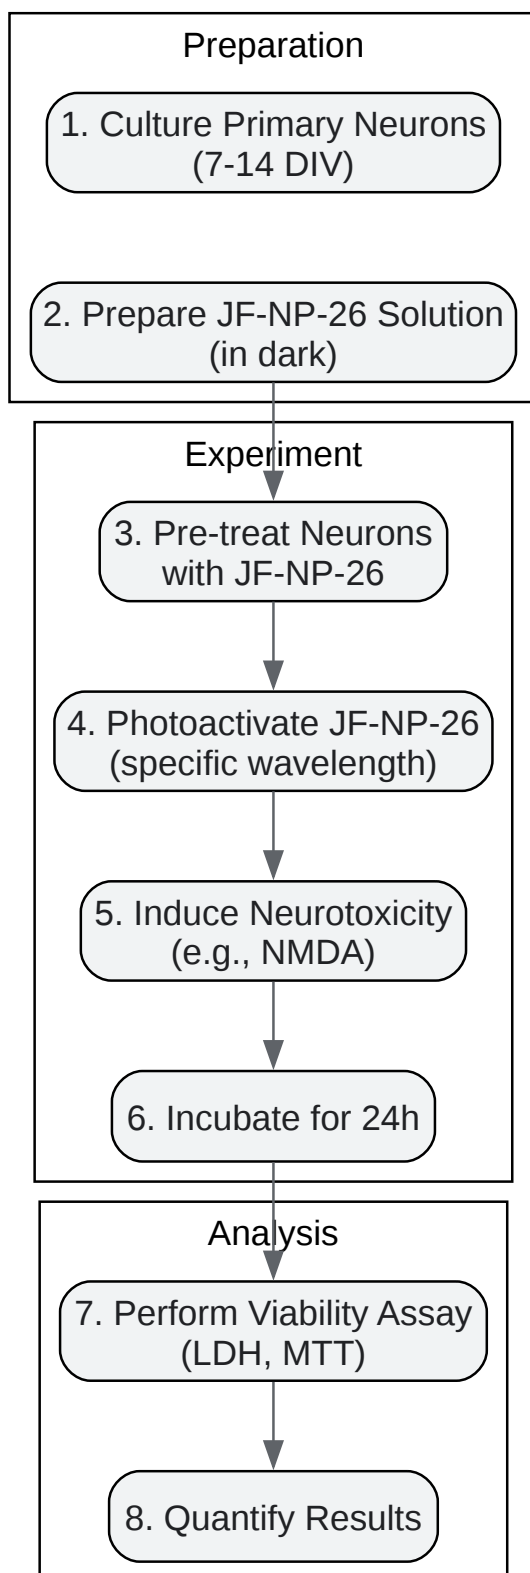 Preparation
1. Culture Primary Neurons
(7-14 DIV)
2. Prepare JF-NP-26 Solution
(in dark)
Experiment
3. Pre-treat Neurons
with JF-NP-26
4. Photoactivate JF-NP-26
(specific wavelength)
5. Induce Neurotoxicity
(e.g., NMDA)
6. Incubate for 24h
Analysis
7. Perform Viability Assay
(LDH, MTT)
8. Quantify Results